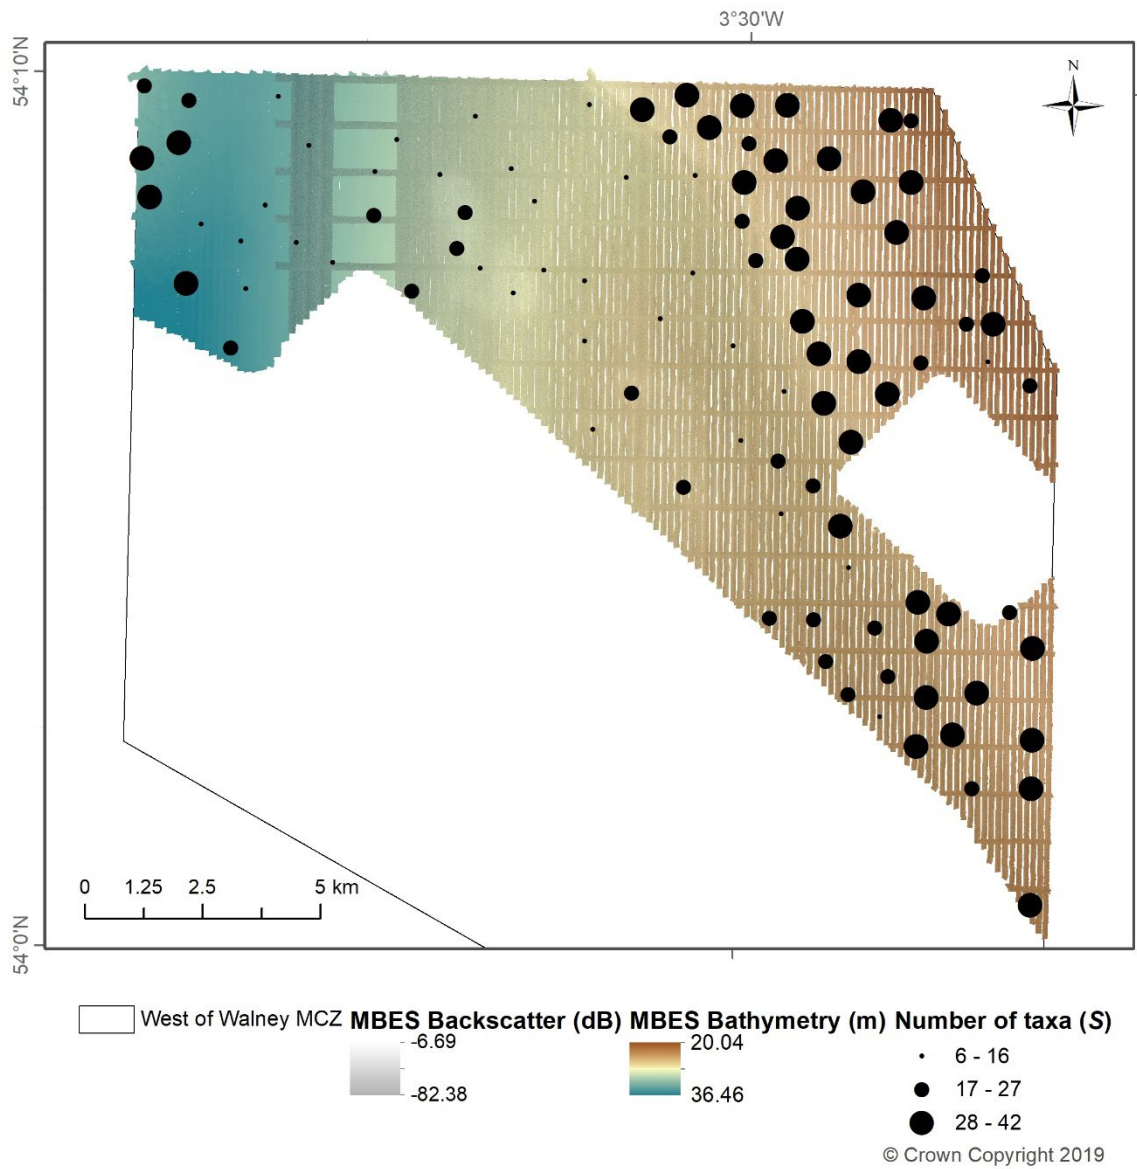 3°30'W
54°10'N
N
54°0'N
0 1.25 2.5 5 km
West of Walney MCZ
MBES Backscatter (dB)
-6.69
-82.38
MBES Bathymetry (m)
20.04
36.46
Number of taxa (S)
6 - 16
17 - 27
28 - 42
© Crown Copyright 2019